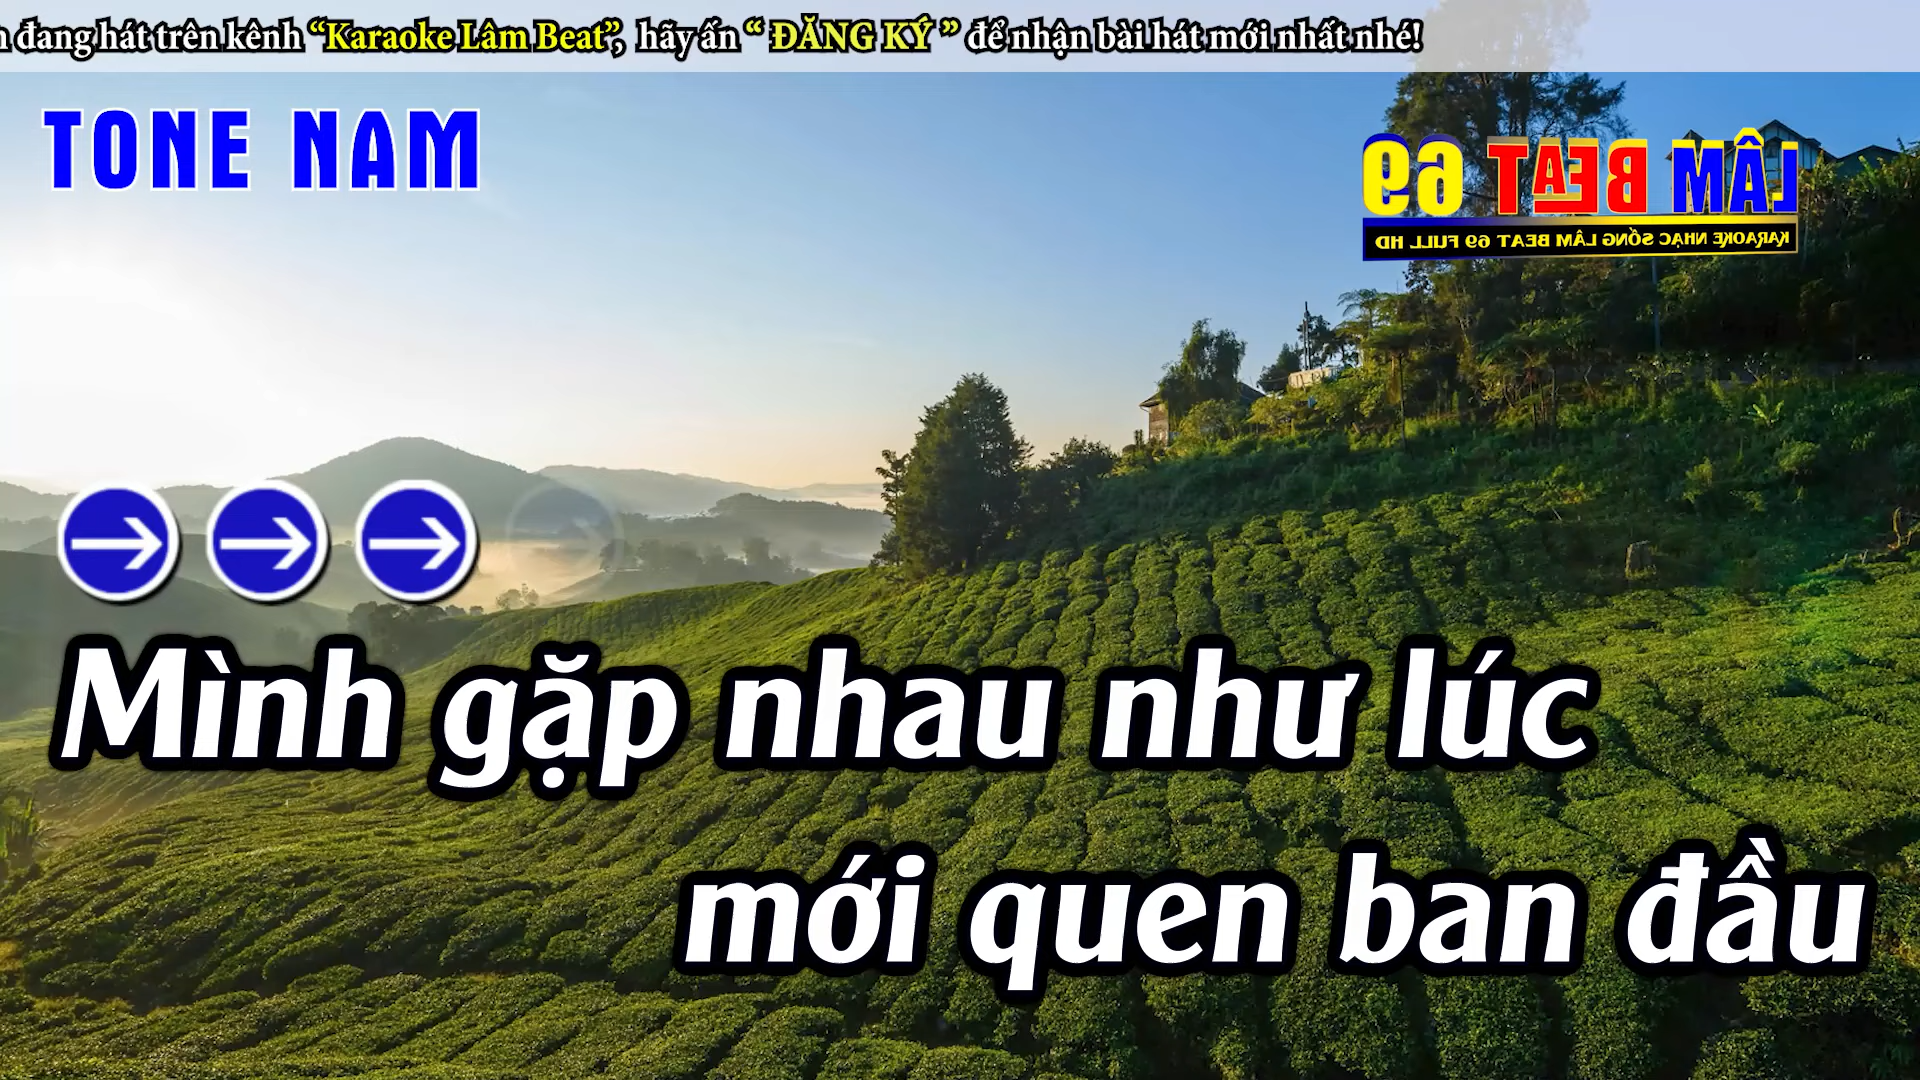 đang hát trên kênh “Karaoke Lâm Beat”, hãy ấn “ ĐĂNG KÝ ” để nhận bài hát mới nhất nhé!
TONE NAM
LÂM BEAT 69
KARAOKE NHẠC SỐNG LÂM BEAT 69 FULL HD
Mình gặp nhau như lúc
mới quen ban đầu